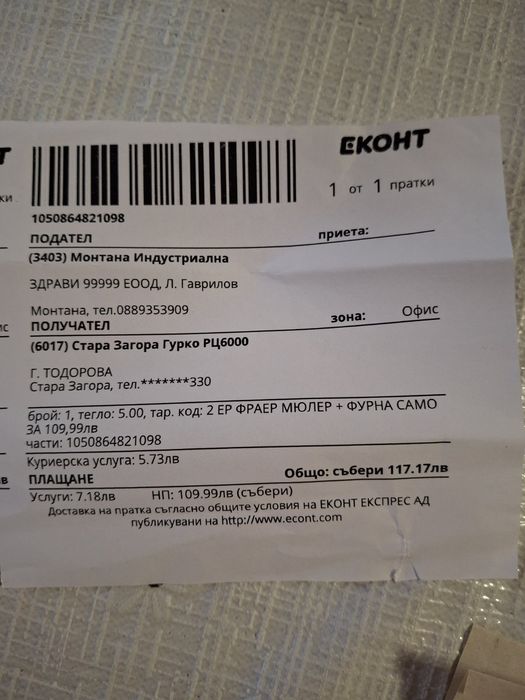 ЕКОНТ
1 от 1 пратки
1050864821098
ПОДАТЕЛ приета:
(3403) Монтана Индустриална
ЗДРАВИ 99999 ЕООД, Л. Гаврилов
Монтана, тел.0889353909
ПОЛУЧАТЕЛ зона: Офис
(6017) Стара Загора Гурко РЦ6000
Г. ТОДОРОВА
Стара Загора, тел.*******330
брой: 1, тегло: 5.00, тар. код: 2 ЕР ФРАЕР МЮЛЕР + ФУРНА САМО
ЗА 109,99лв
части: 1050864821098
Куриерска услуга: 5.73лв
ПЛАЩАНЕ Общо: събери 117.17лв
Услуги: 7.18лв НП: 109.99лв (събери)
Доставка на пратка съгласно общите условия на ЕКОНТ ЕКСПРЕС АД
публикувани на http://www.econt.com